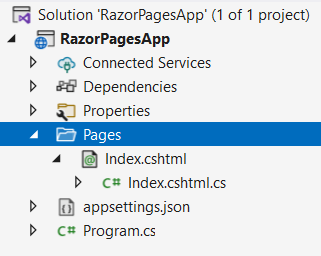 Solution 'RazorPagesApp' (1 of 1 project)
RazorPagesApp
Connected Services
Dependencies
Properties
Pages
Index.cshtml
C# Index.cshtml.cs
appsettings.json
C# Program.cs